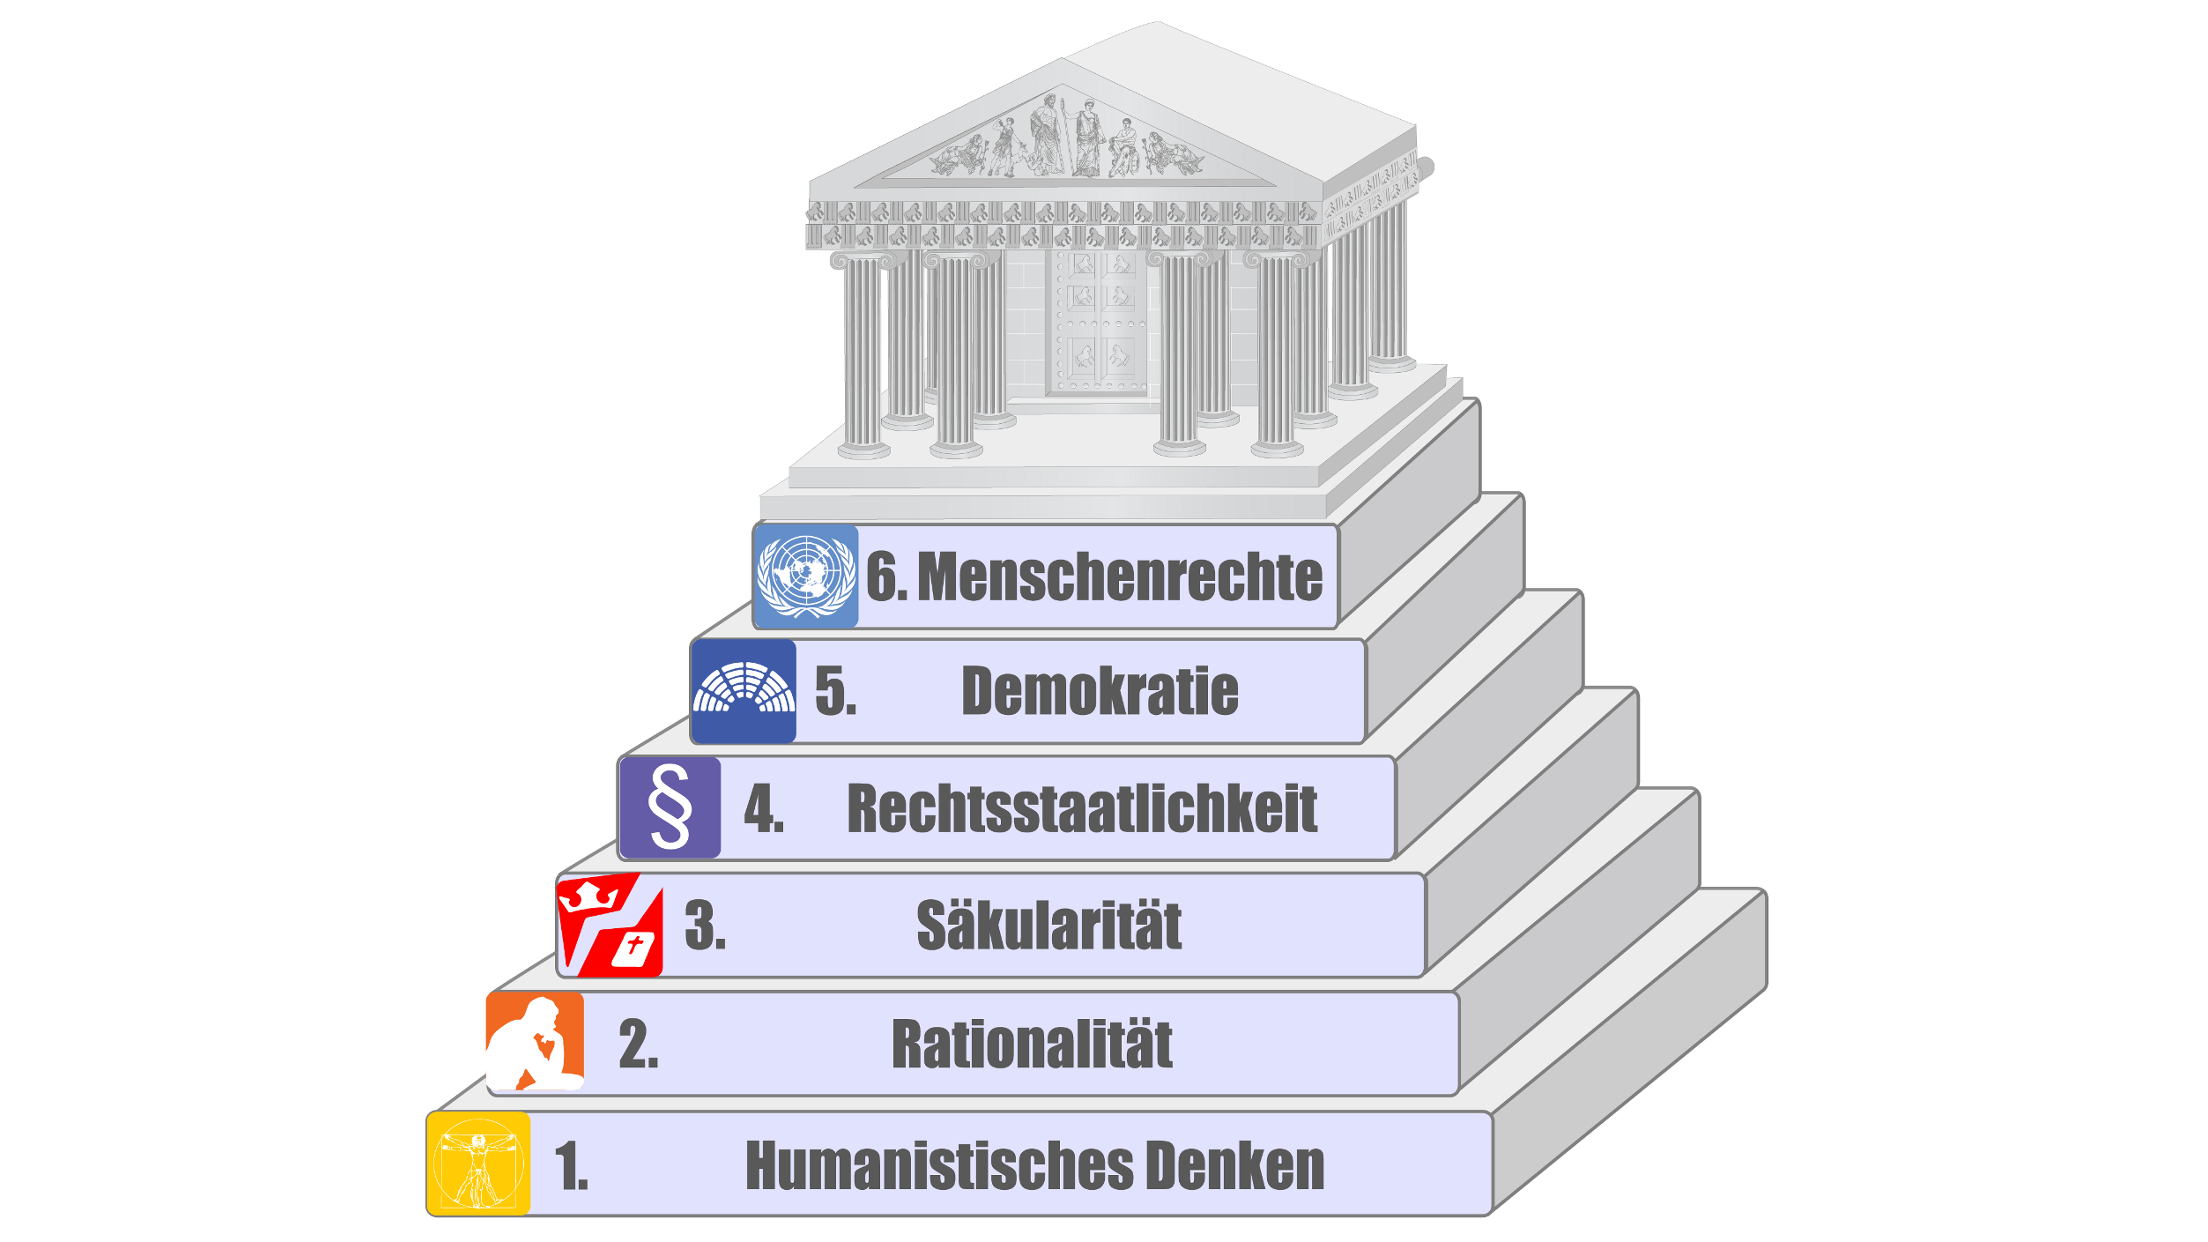 6. Menschenrechte
5. Demokratie
§ 4. Rechtsstaatlichkeit
3. Säkularität
2. Rationalität
1. Humanistisches Denken